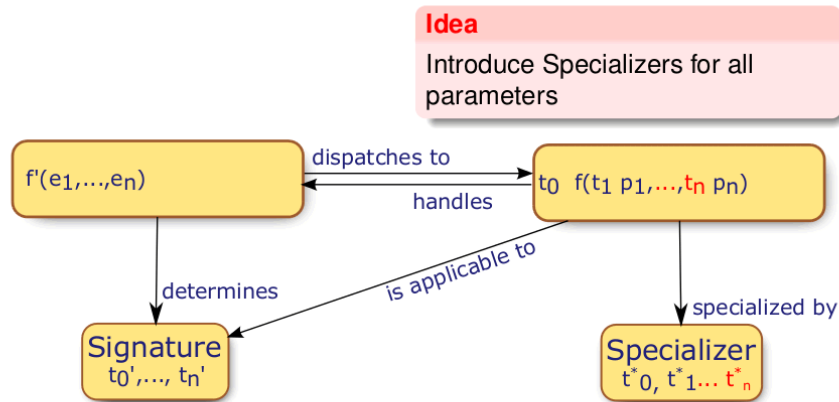 Idea
Introduce Specializers for all
parameters
f'(e₁,...,eₙ)
dispatches to
handles
t₀ f(t₁ p₁,...,tₙ pₙ)
determines
is applicable to
specialized by
Signature
t₀',..., tₙ'
Specializer
t*₀, t*₁... t*ₙ